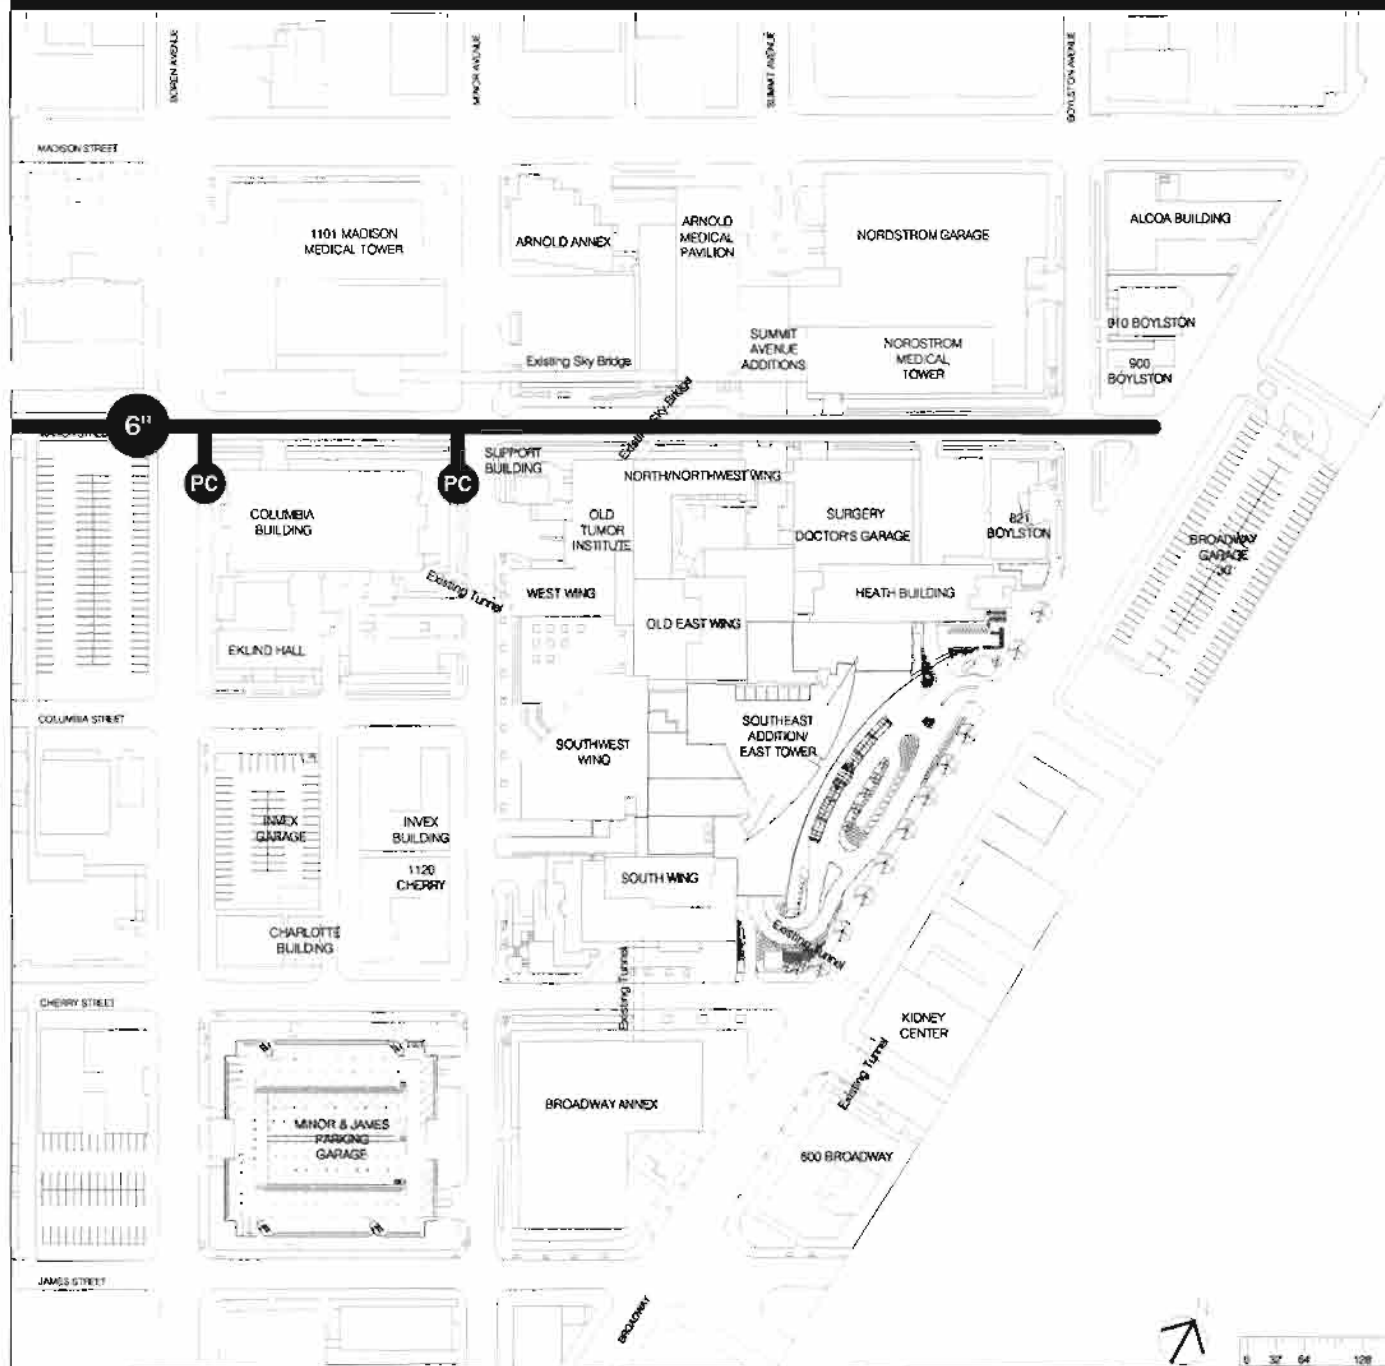 BOREN AVENUE
MINOR AVENUE
SUMMIT AVENUE
BOYLSTON AVENUE
MADISON STREET
1101 MADISON
MEDICAL TOWER
ARNOLD ANNEX
ARNOLD
MEDICAL
PAVILION
NORDSTROM GARAGE
ALCOA BUILDING
910 BOYLSTON
900
BOYLSTON
SUMMIT
AVENUE
ADDITIONS
NORDSTROM
MEDICAL
TOWER
Existing Sky Bridge
Existing Sky Bridge
6"
PC
PC
SUPPORT
BUILDING
NORTH/NORTHWEST WING
COLUMBIA
BUILDING
OLD
TUMOR
INSTITUTE
SURGERY
DOCTOR'S GARAGE
821
BOYLSTON
BROADWAY
GARAGE
Existing Tunnel
WEST WING
HEATH BUILDING
OLD EAST WING
EKLIND HALL
COLUMBIA STREET
SOUTHWEST
WING
SOUTHEAST
ADDITION/
EAST TOWER
INVEX
GARAGE
INVEX
BUILDING
1120
CHERRY
SOUTH WING
CHARLOTTE
BUILDING
Existing Tunnel
Existing Tunnel
CHERRY STREET
KIDNEY
CENTER
Existing Tunnel
MINOR & JAMES
PARKING
GARAGE
BROADWAY ANNEX
600 BROADWAY
JAMES STREET
BROADWAY
0 32' 64' 128